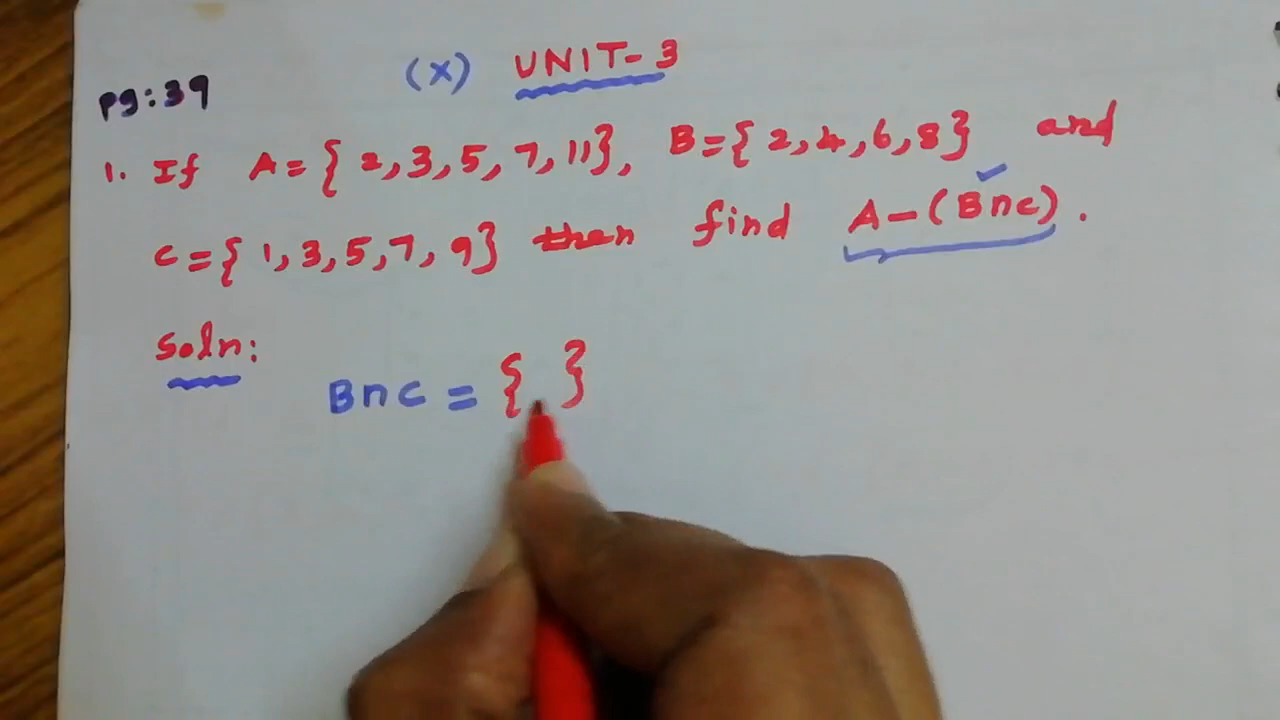 (X) UNIT-3
pg:39
1. If A={ 2,3,5,7,11}, B={ 2,4,6,8} and
C={ 1,3,5,7,9} then find A-(B∩C).
Soln:
B∩C = { }